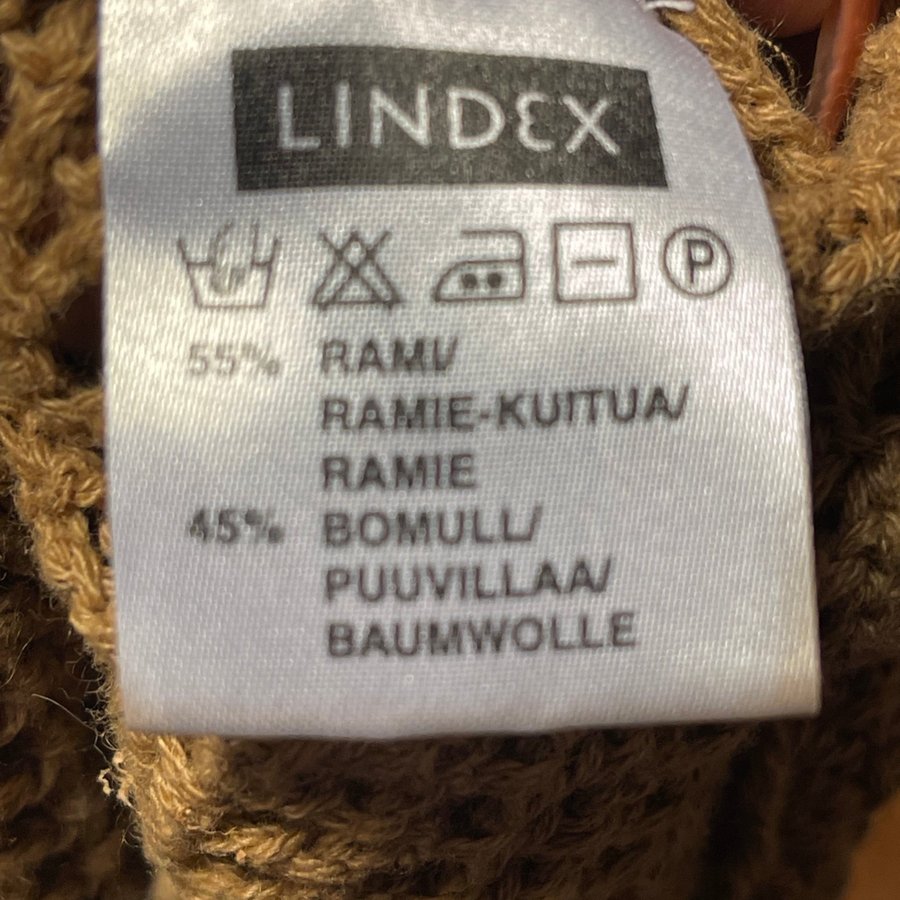 LINDEX
P
55% RAMI/
RAMIE-KUITUA/
RAMIE
45% BOMULL/
PUUVILLAA/
BAUMWOLLE